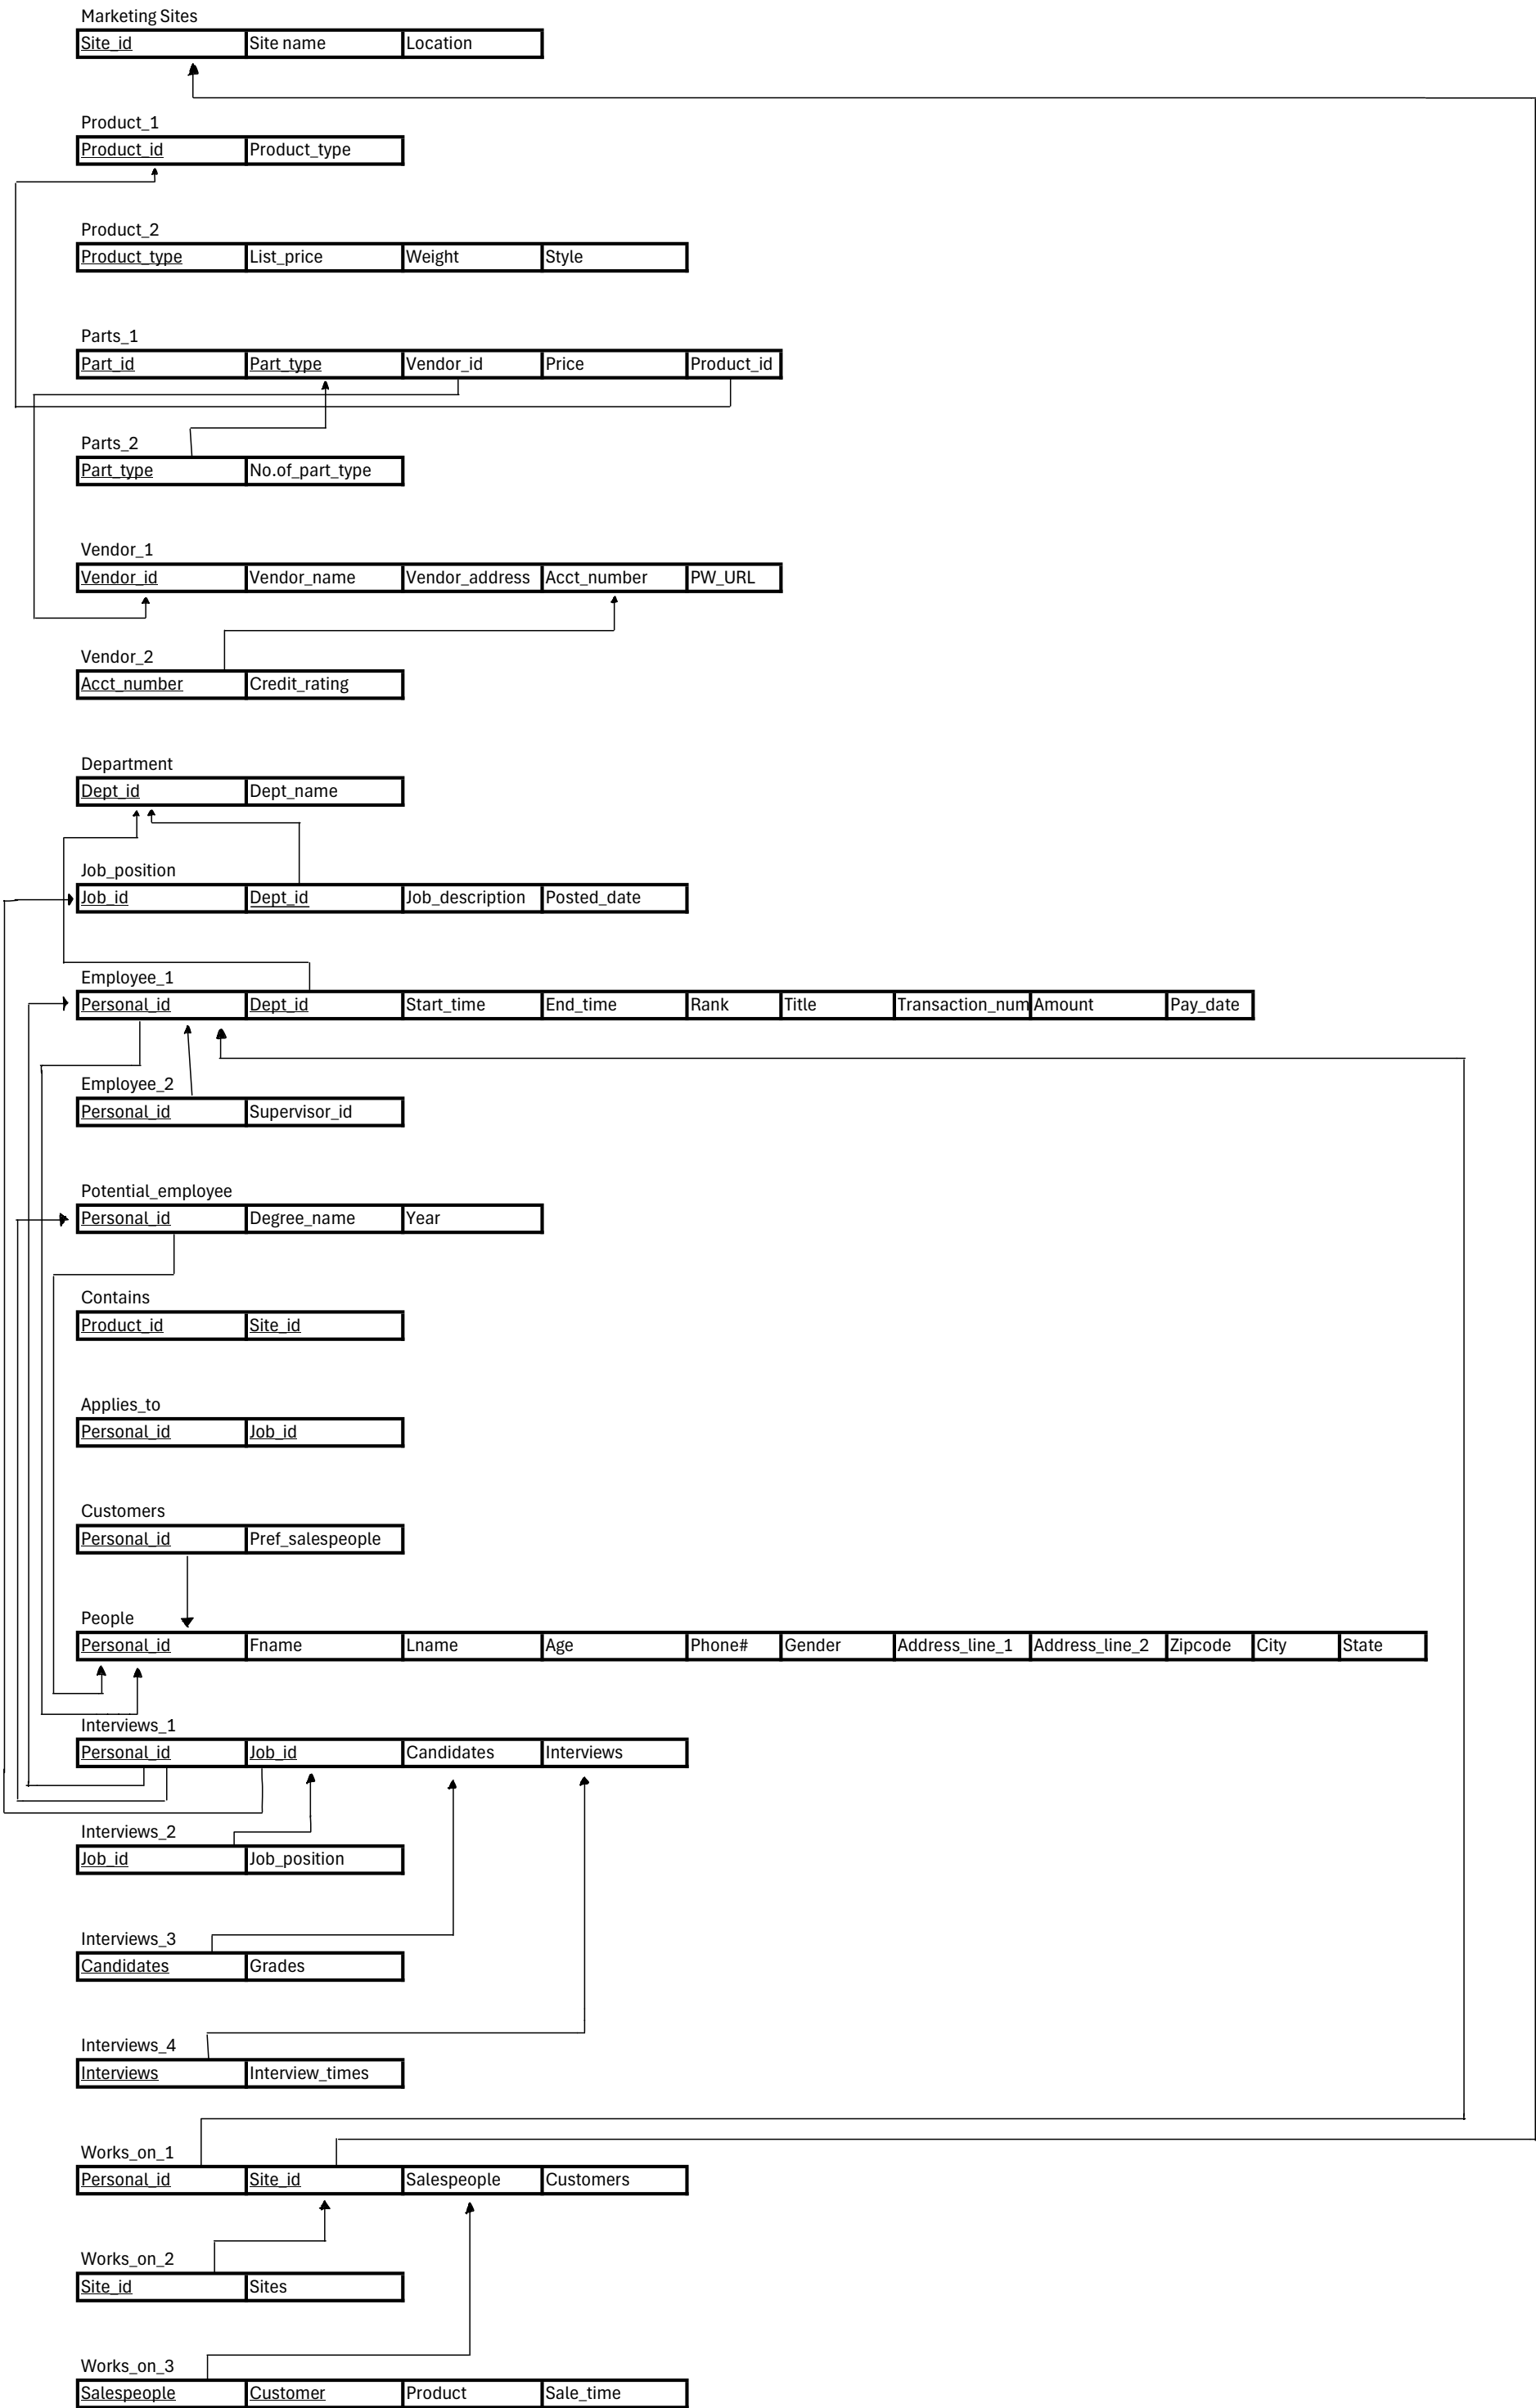 Marketing Sites
Site_id Site name Location
Product_1
Product_id Product_type
Product_2
Product_type List_price Weight Style
Parts_1
Part_id Part_type Vendor_id Price Product_id
Parts_2
Part_type No.of_part_type
Vendor_1
Vendor_id Vendor_name Vendor_address Acct_number PW_URL
Vendor_2
Acct_number Credit_rating
Department
Dept_id Dept_name
Job_position
Job_id Dept_id Job_description Posted_date
Employee_1
Personal_id Dept_id Start_time End_time Rank Title Transaction_num Amount Pay_date
Employee_2
Personal_id Supervisor_id
Potential_employee
Personal_id Degree_name Year
Contains
Product_id Site_id
Applies_to
Personal_id Job_id
Customers
Personal_id Pref_salespeople
People
Personal_id Fname Lname Age Phone# Gender Address_line_1 Address_line_2 Zipcode City State
Interviews_1
Personal_id Job_id Candidates Interviews
Interviews_2
Job_id Job_position
Interviews_3
Candidates Grades
Interviews_4
Interviews Interview_times
Works_on_1
Personal_id Site_id Salespeople Customers
Works_on_2
Site_id Sites
Works_on_3
Salespeople Customer Product Sale_time